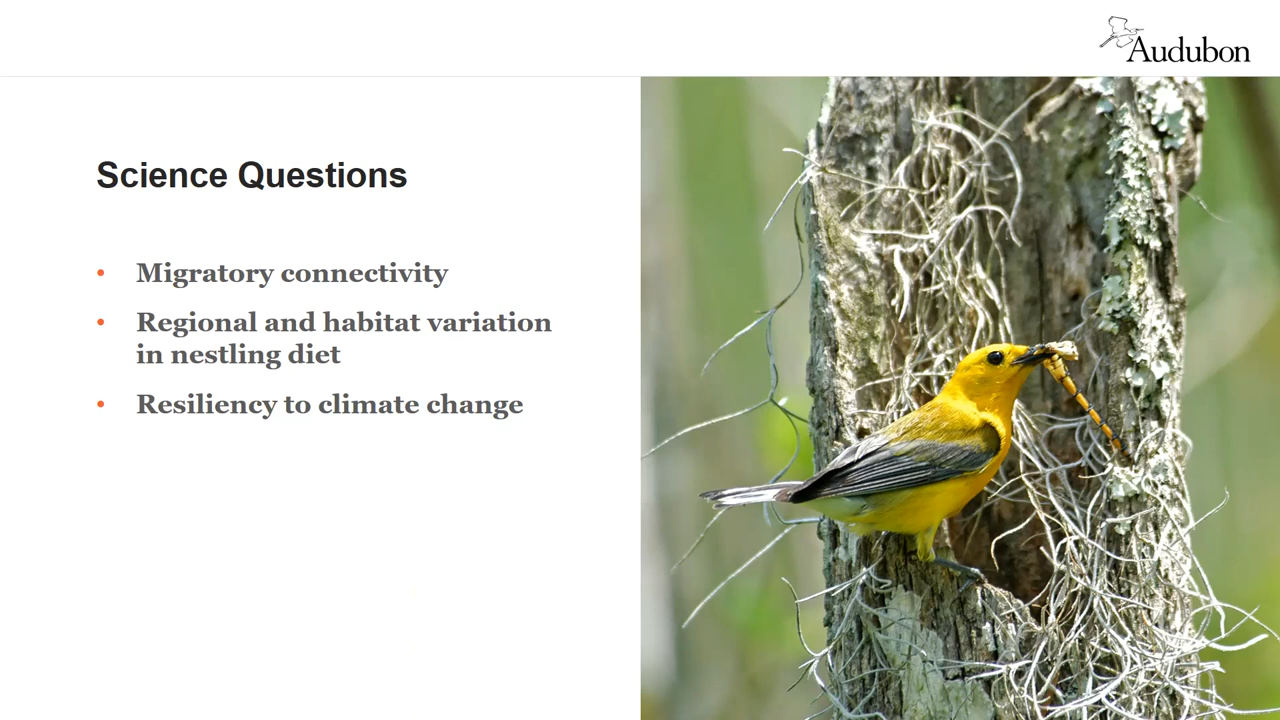 Audubon
Science Questions
• Migratory connectivity
• Regional and habitat variation
in nestling diet
• Resiliency to climate change